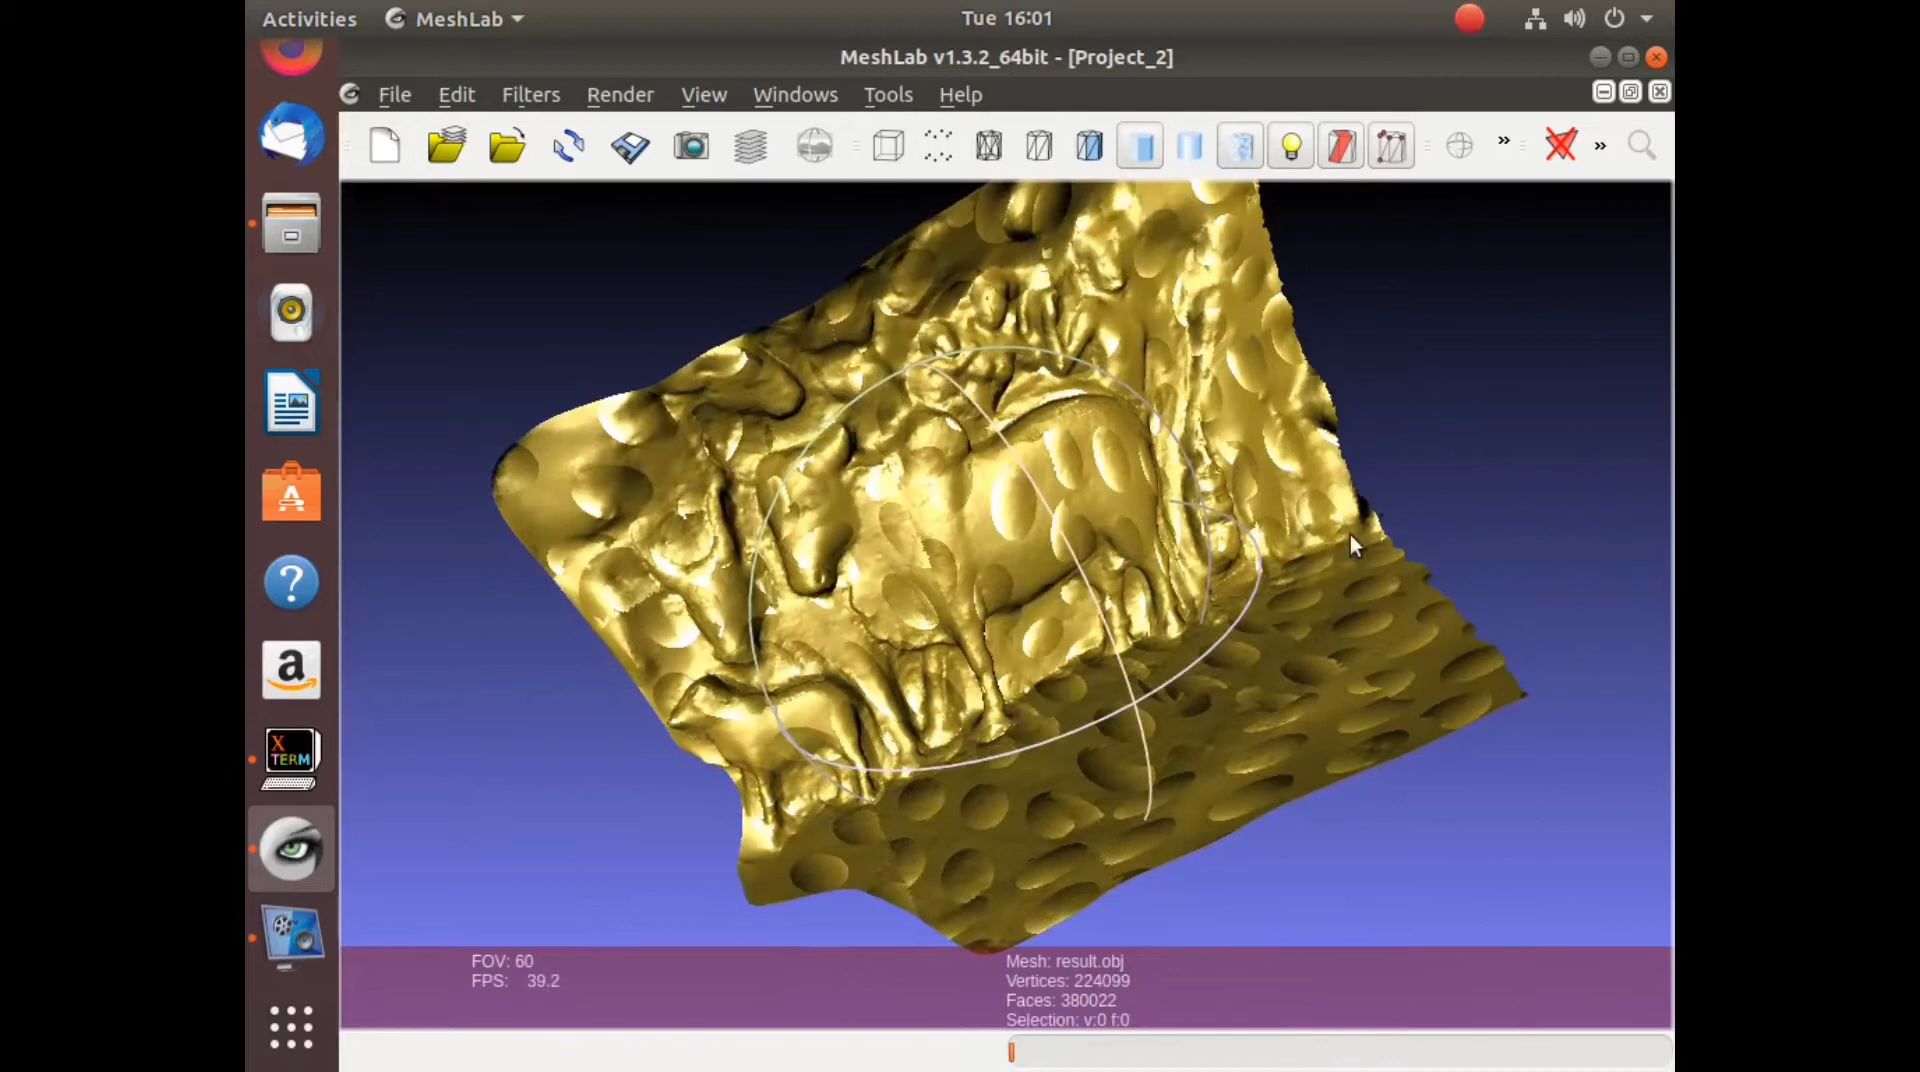 Activities
MeshLab
Tue 16:01
MeshLab v1.3.2_64bit - [Project_2]
File Edit Filters Render View Windows Tools Help
X
TERM
FOV: 60
FPS: 39.2
Mesh: result.obj
Vertices: 224099
Faces: 380022
Selection: v:0 f:0